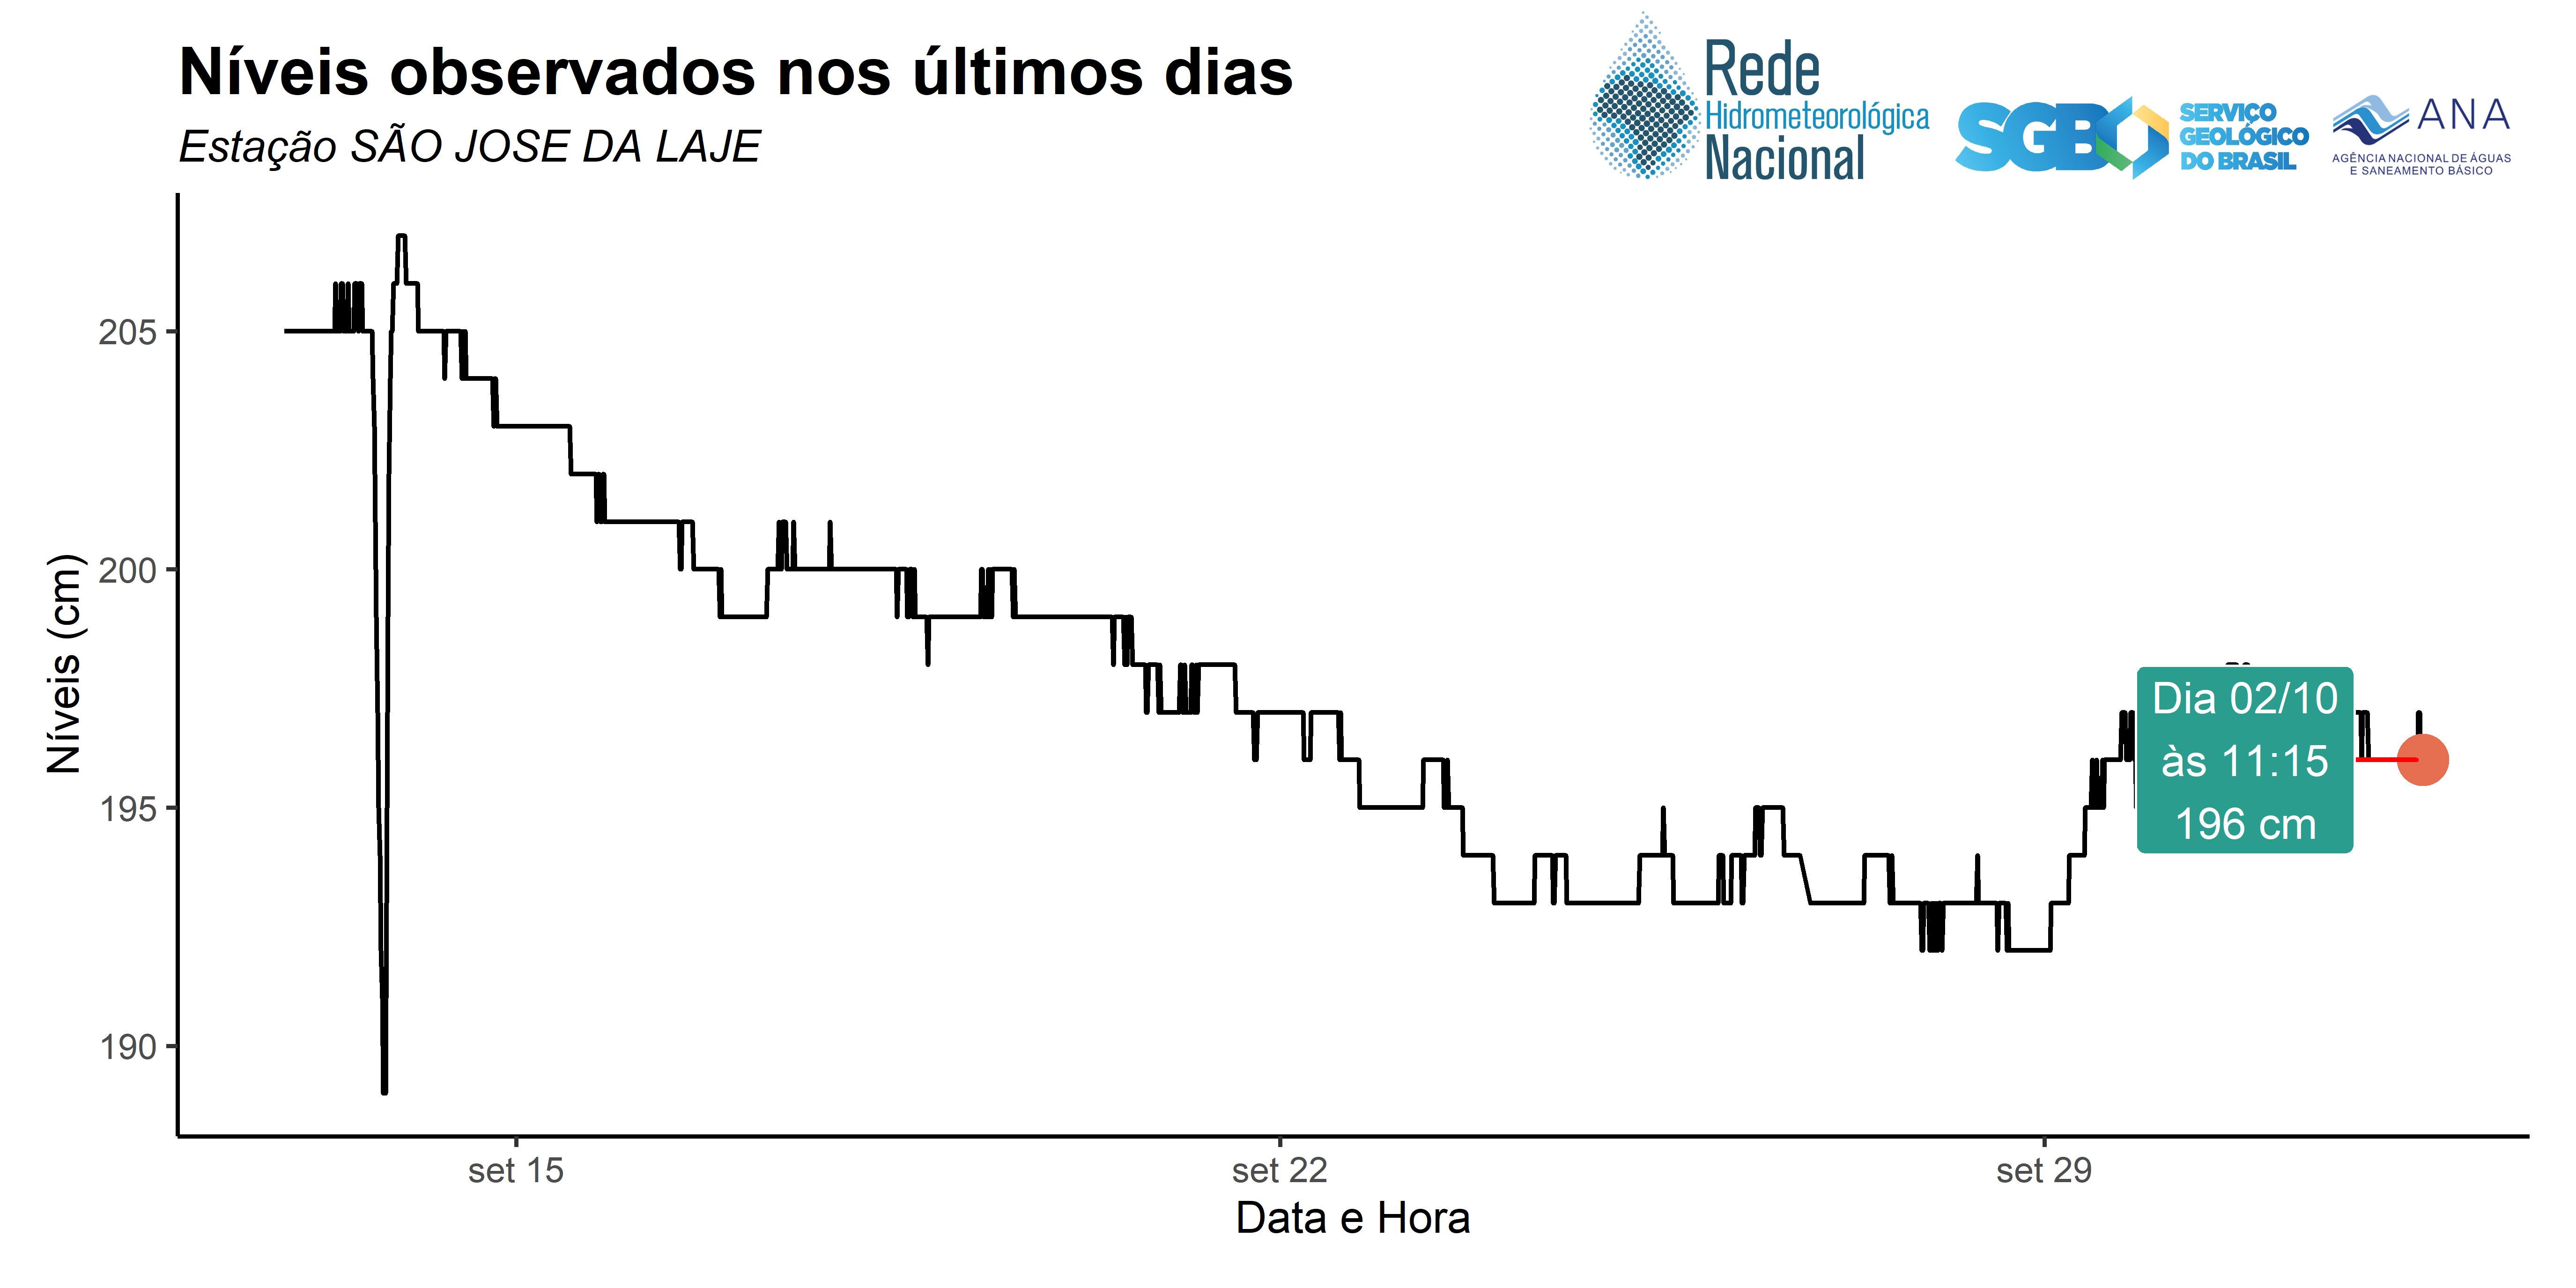 Níveis observados nos últimos dias
Estação SÃO JOSE DA LAJE
Rede
Hidrometeorológica
Nacional
SGB
SERVIÇO
GEOLÓGICO
DO BRASIL
ANA
AGÊNCIA NACIONAL DE ÁGUAS
E SANEAMENTO BÁSICO
Níveis (cm)
205
200
195
190
Dia 02/10
às 11:15
196 cm
set 15
set 22
set 29
Data e Hora